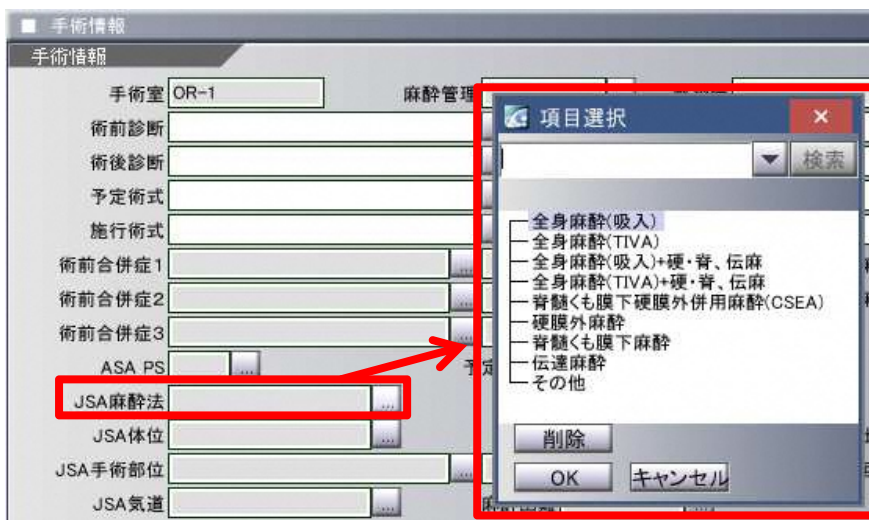 ■ 手術情報
手術情報
手術室 OR-1 麻酔管理
術前診断
術後診断
予定術式
施行術式
術前合併症1 ...
術前合併症2 ...
術前合併症3 ...
ASA PS ...
JSA麻酔法 ...
JSA体位 ...
JSA手術部位 ...
JSA気道 ...
項目選択 ×
検索
全身麻酔(吸入)
全身麻酔(TIVA)
全身麻酔(吸入)+硬・脊、伝麻
全身麻酔(TIVA)+硬・脊、伝麻
脊髄くも膜下硬膜外併用麻酔(CSEA)
硬膜外麻酔
脊髄くも膜下麻酔
伝達麻酔
その他
削除
OK キャンセル